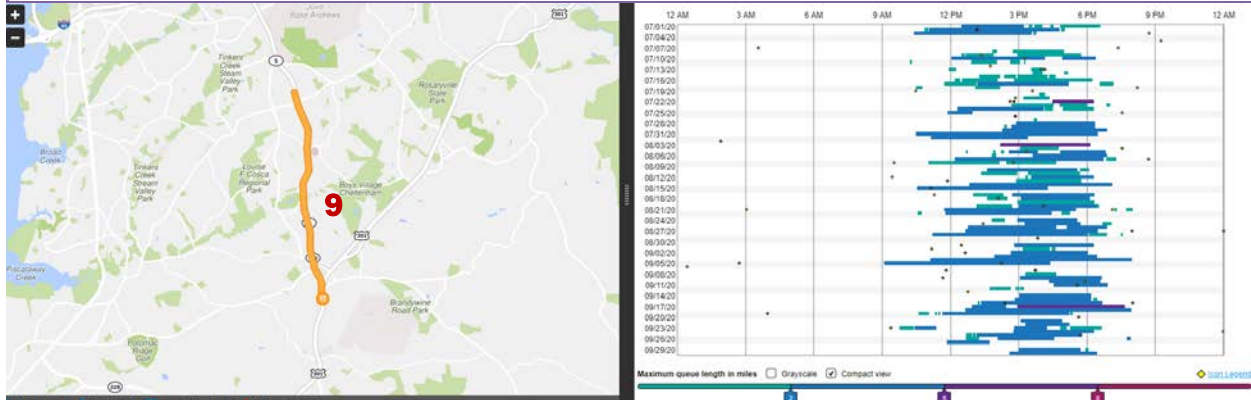 +
−
Joint
Base Andrews
301
5
Tinkers
Creek
Stream
Valley
Park
Rosaryville
State
Park
Broad
Creek
Tinkers
Creek
Stream
Valley
Park
Louise
F Cosca
Regional
Park
Boys Village
Cheltenham
9
301
Piscataway
Creek
Brandywine
Road Park
Potomac
Ridge
Golf
301
12 AM 3 AM 6 AM 9 AM 12 PM 3 PM 6 PM 9 PM 12 AM
07/01/20
07/04/20
07/07/20
07/10/20
07/13/20
07/16/20
07/19/20
07/22/20
07/25/20
07/28/20
07/31/20
08/03/20
08/06/20
08/09/20
08/12/20
08/15/20
08/18/20
08/21/20
08/24/20
08/27/20
08/30/20
09/02/20
09/05/20
09/08/20
09/11/20
09/14/20
09/17/20
09/20/20
09/23/20
09/26/20
09/29/20
Maximum queue length in miles Grayscale Compact view Icon Legend